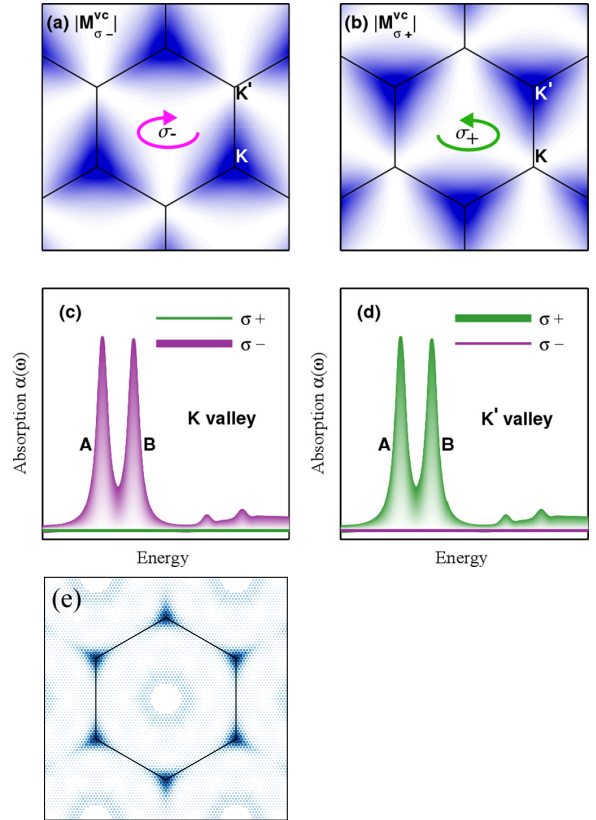 (a) |M^vc_σ−|
K'
σ-
K
(b) |M^vc_σ+|
K'
σ+
K
(c)
σ +
σ −
A
B
K valley
Absorption α(ω)
Energy
(d)
σ +
σ −
A
B
K' valley
Absorption α(ω)
Energy
(e)